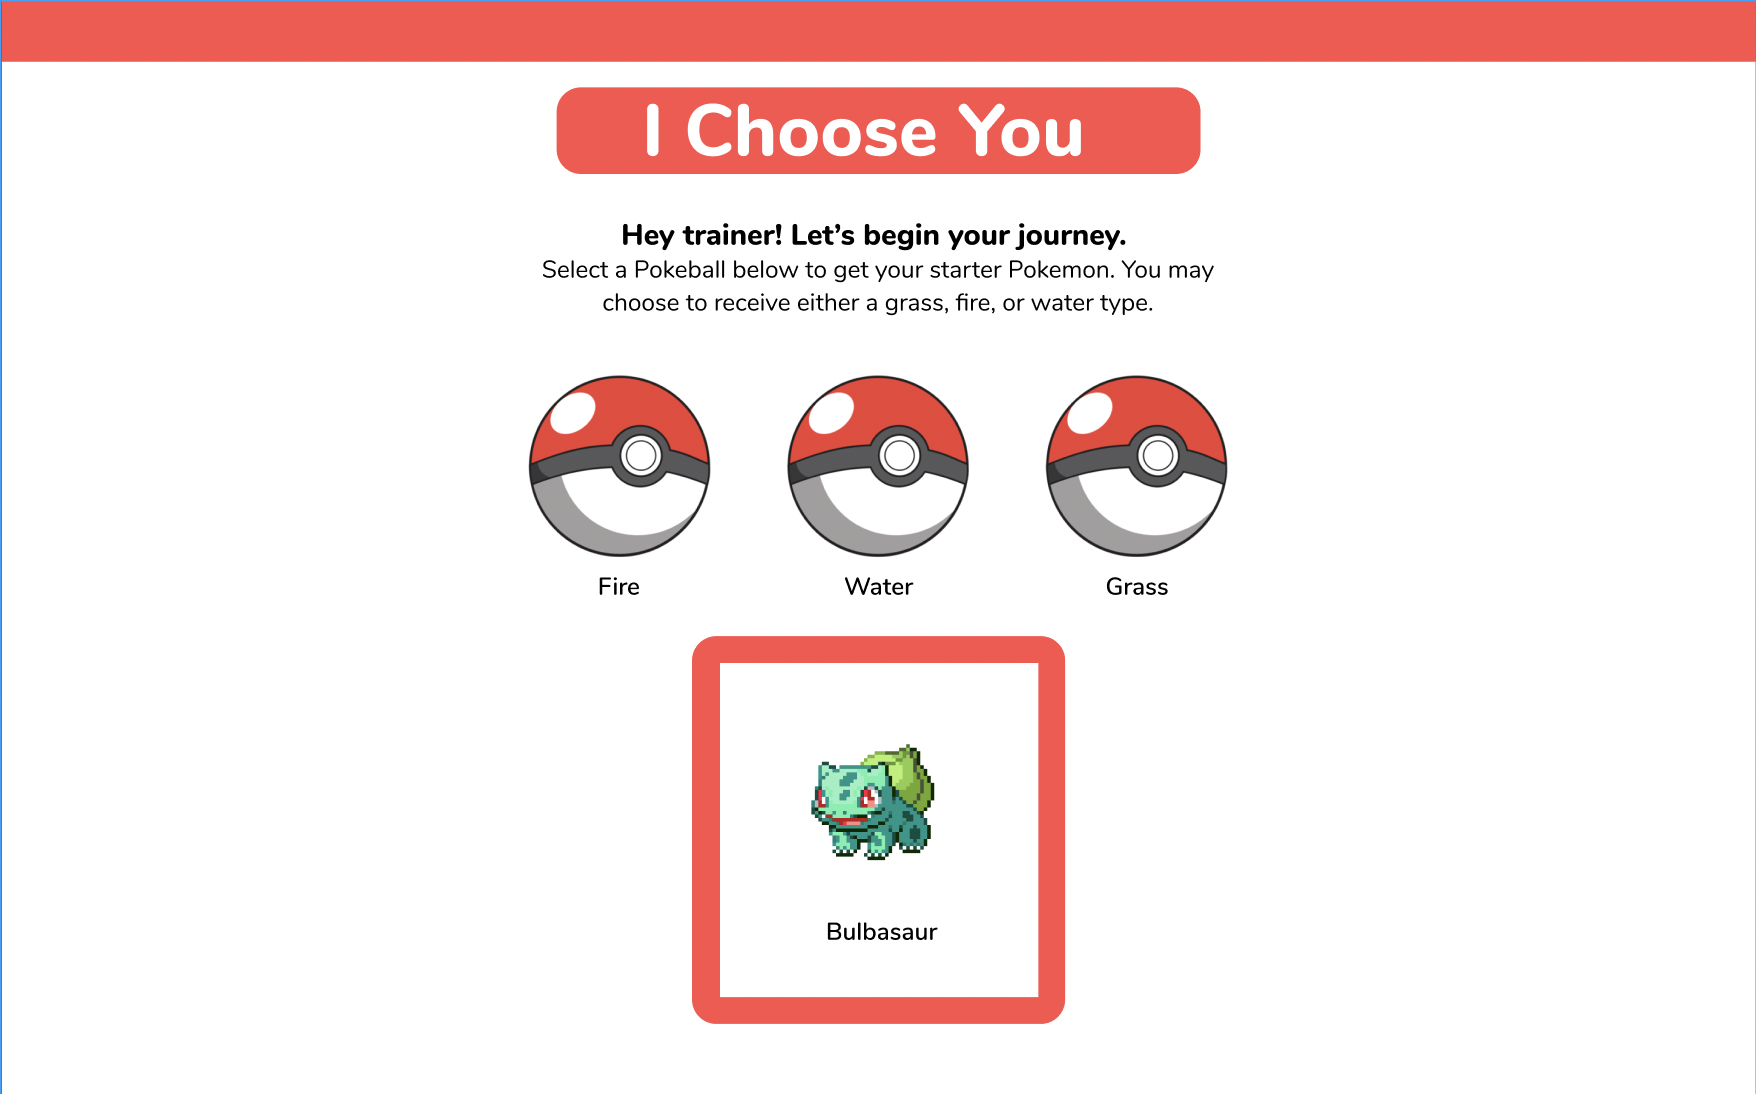 I Choose You
Hey trainer! Let’s begin your journey.
Select a Pokeball below to get your starter Pokemon. You may
choose to receive either a grass, fire, or water type.
Fire
Water
Grass
Bulbasaur